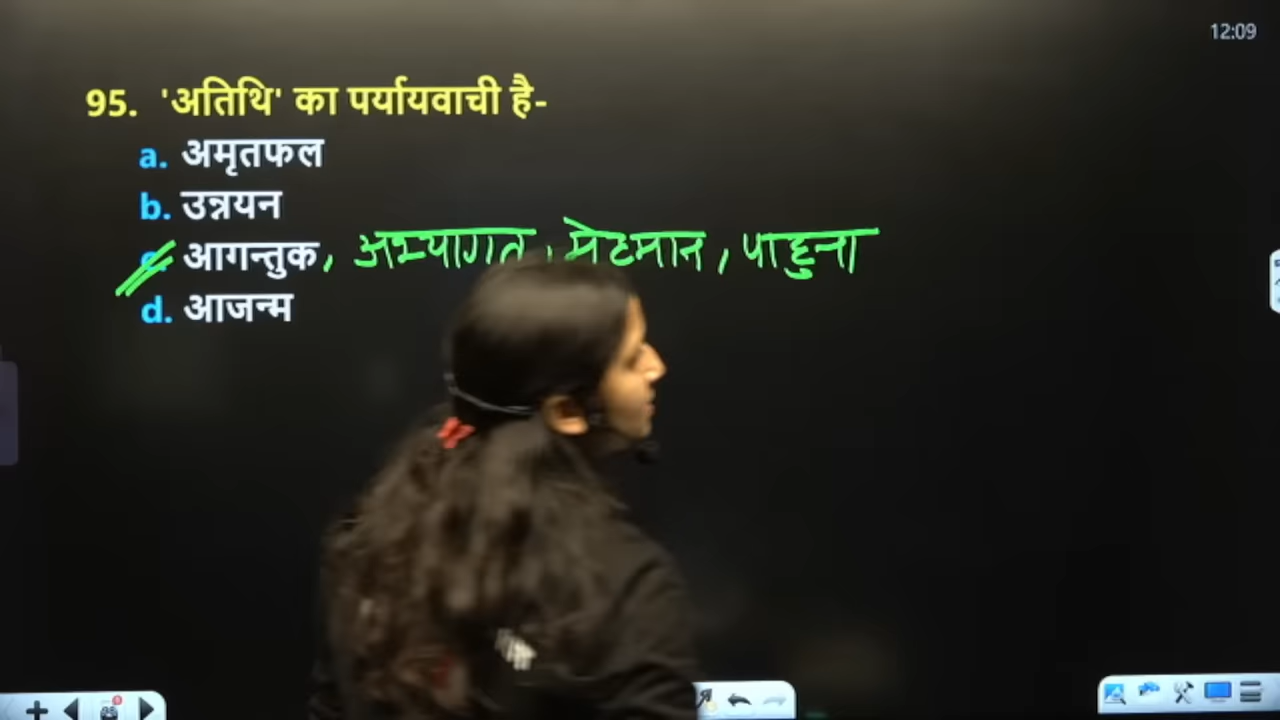 12:09
95. 'अतिथि' का पर्यायवाची है-
a. अमृतफल
b. उन्नयन
c. आगन्तुक, अभ्यागत, मेहमान, पाहुना
d. आजन्म